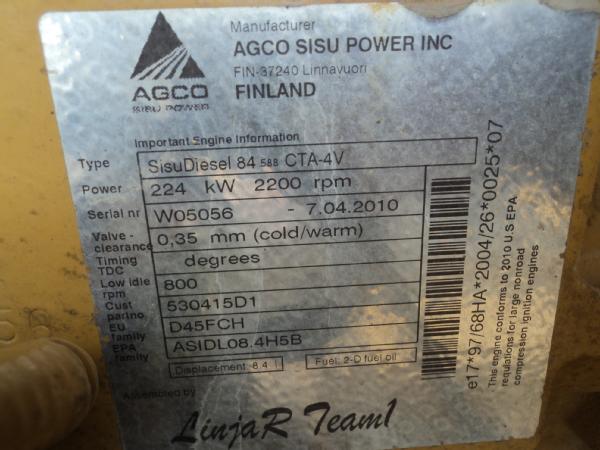 Manufacturer
AGCO SISU POWER INC
FIN-37240 Linnavuori
FINLAND
AGCO
SISU POWER
Important Engine Information
Type SisuDiesel 84 588 CTA-4V
Power 224 kW 2200 rpm
Serial nr W05056 - 7.04.2010
Valve - clearance 0,35 mm (cold/warm)
Timing TDC degrees
Low idle rpm 800
Cust partno 530415D1
EU family D45FCH
EPA family ASIDL08.4H5B
Displacement: 8.4 l Fuel: 2-D fuel oil
Assembled by
LinjaR Team1
e17*97/68HA*2004/26*0025*07
This engine conforms to 2010 U.S EPA
regulations for large nonroad
compression ignition engines